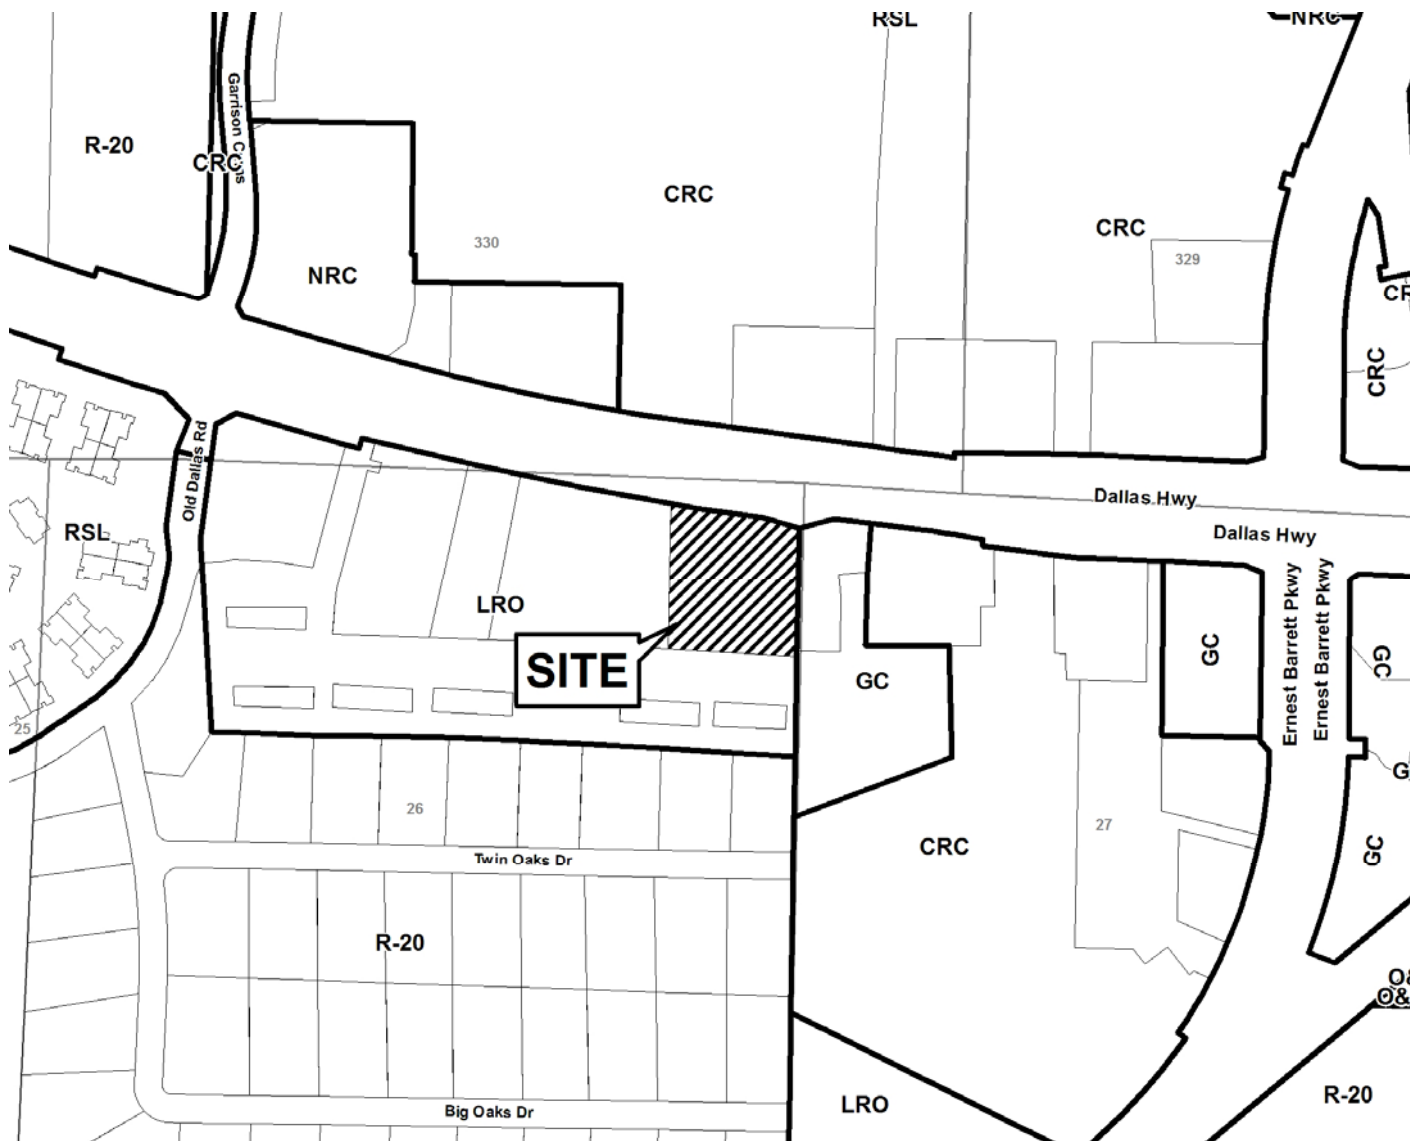 RSL
NRC
Garrison
R-20
CRC
CRC
CRC
330
329
NRC
CRC
Old Dallas Rd
Dallas Hwy
Dallas Hwy
RSL
LRO
Ernest Barrett Pkwy
Ernest Barrett Pkwy
GC
GC
SITE
GC
25
26
27
CRC
GC
Twin Oaks Dr
R-20
O&
O&
Big Oaks Dr
LRO
R-20